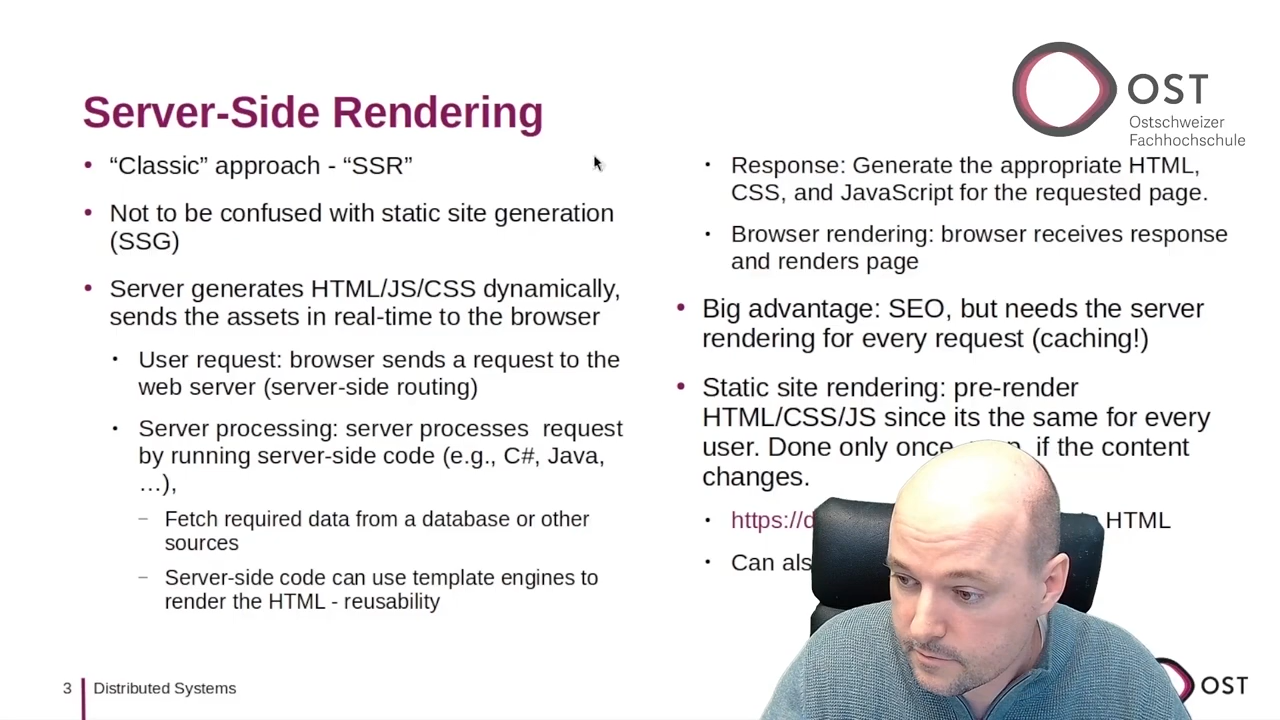 Server-Side Rendering
• “Classic” approach - “SSR”
• Not to be confused with static site generation
(SSG)
• Server generates HTML/JS/CSS dynamically,
sends the assets in real-time to the browser
• User request: browser sends a request to the
web server (server-side routing)
• Server processing: server processes request
by running server-side code (e.g., C#, Java,
…),
– Fetch required data from a database or other
sources
– Server-side code can use template engines to
render the HTML - reusability
• Response: Generate the appropriate HTML,
CSS, and JavaScript for the requested page.
• Browser rendering: browser receives response
and renders page
• Big advantage: SEO, but needs the server
rendering for every request (caching!)
• Static site rendering: pre-render
HTML/CSS/JS since its the same for every
user. Done only once if the content
changes.
• https://d HTML
• Can
OST
Ostschweizer
Fachhochschule
3 Distributed Systems
OST